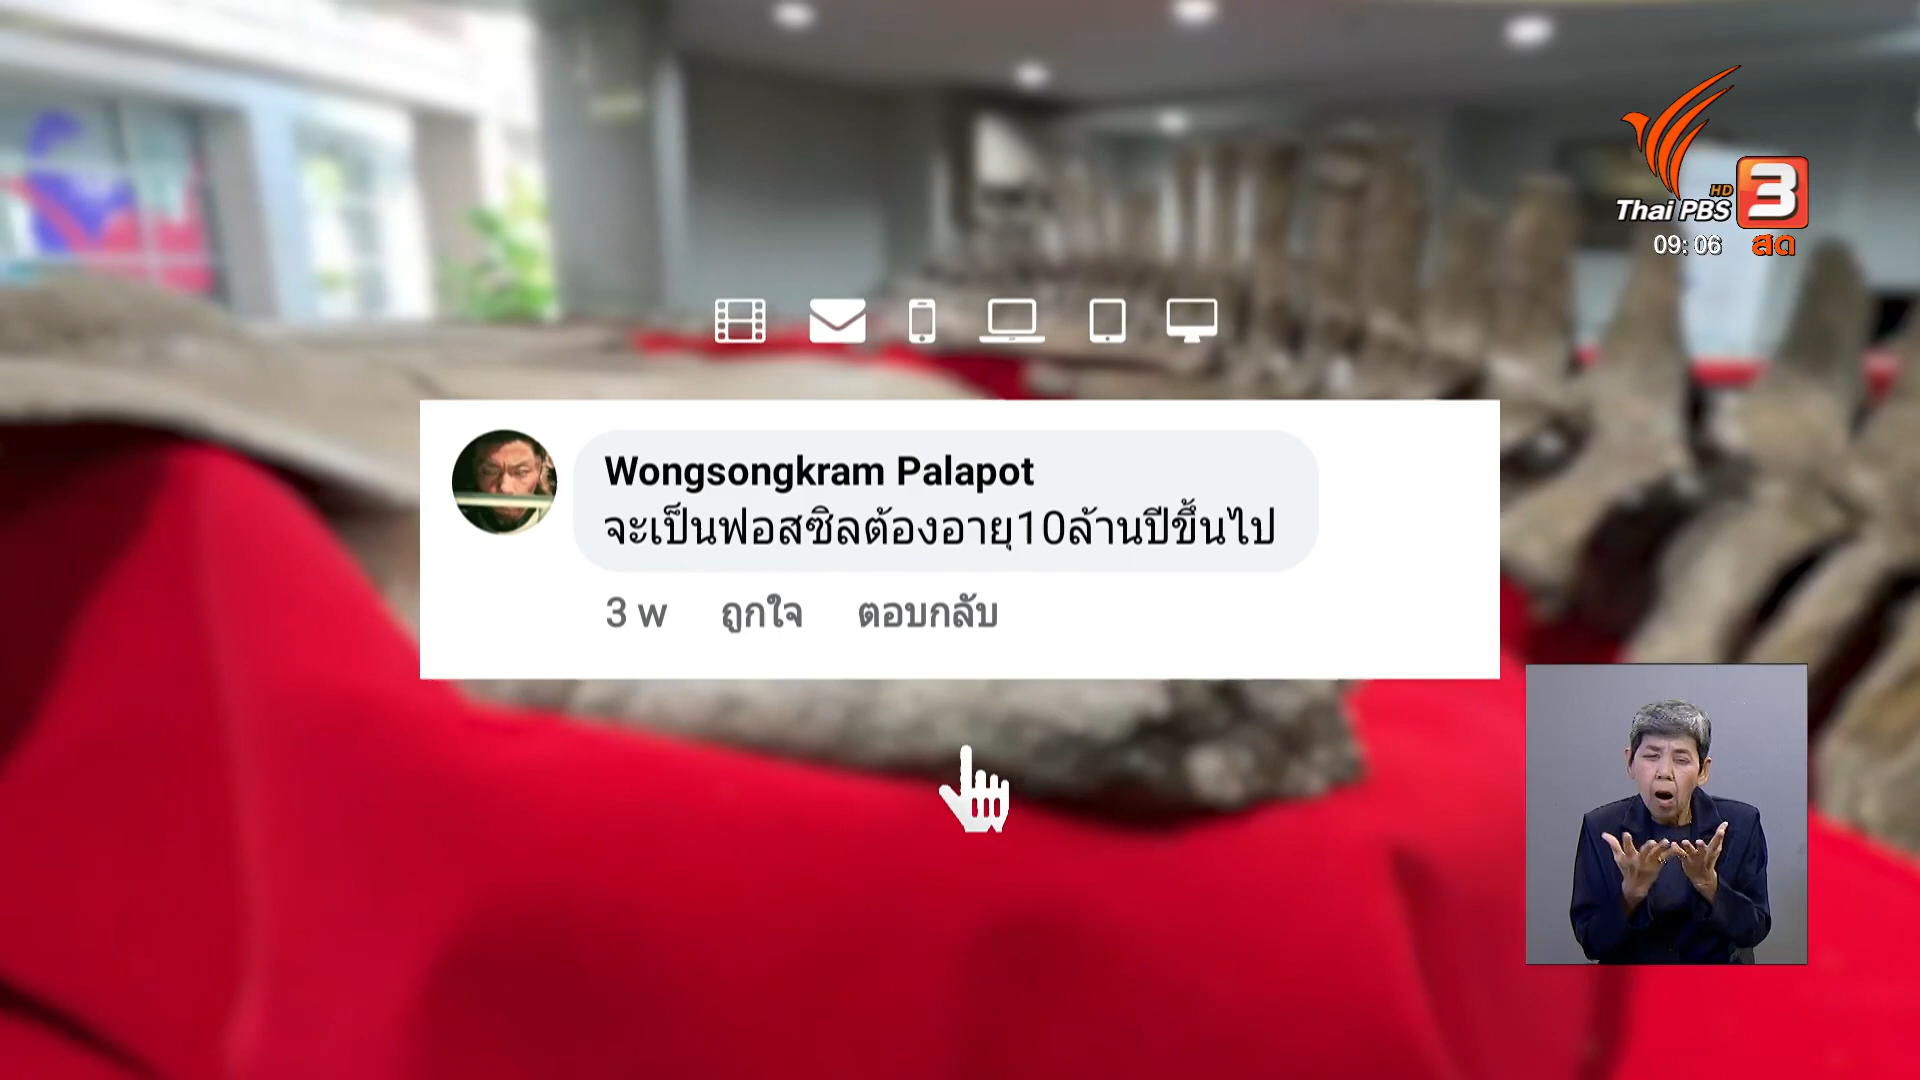 HD
Thai PBS 3
09:06 สด
Wongsongkram Palapot
จะเป็นฟอสซิลต้องอายุ10ล้านปีขึ้นไป
3 w ถูกใจ ตอบกลับ